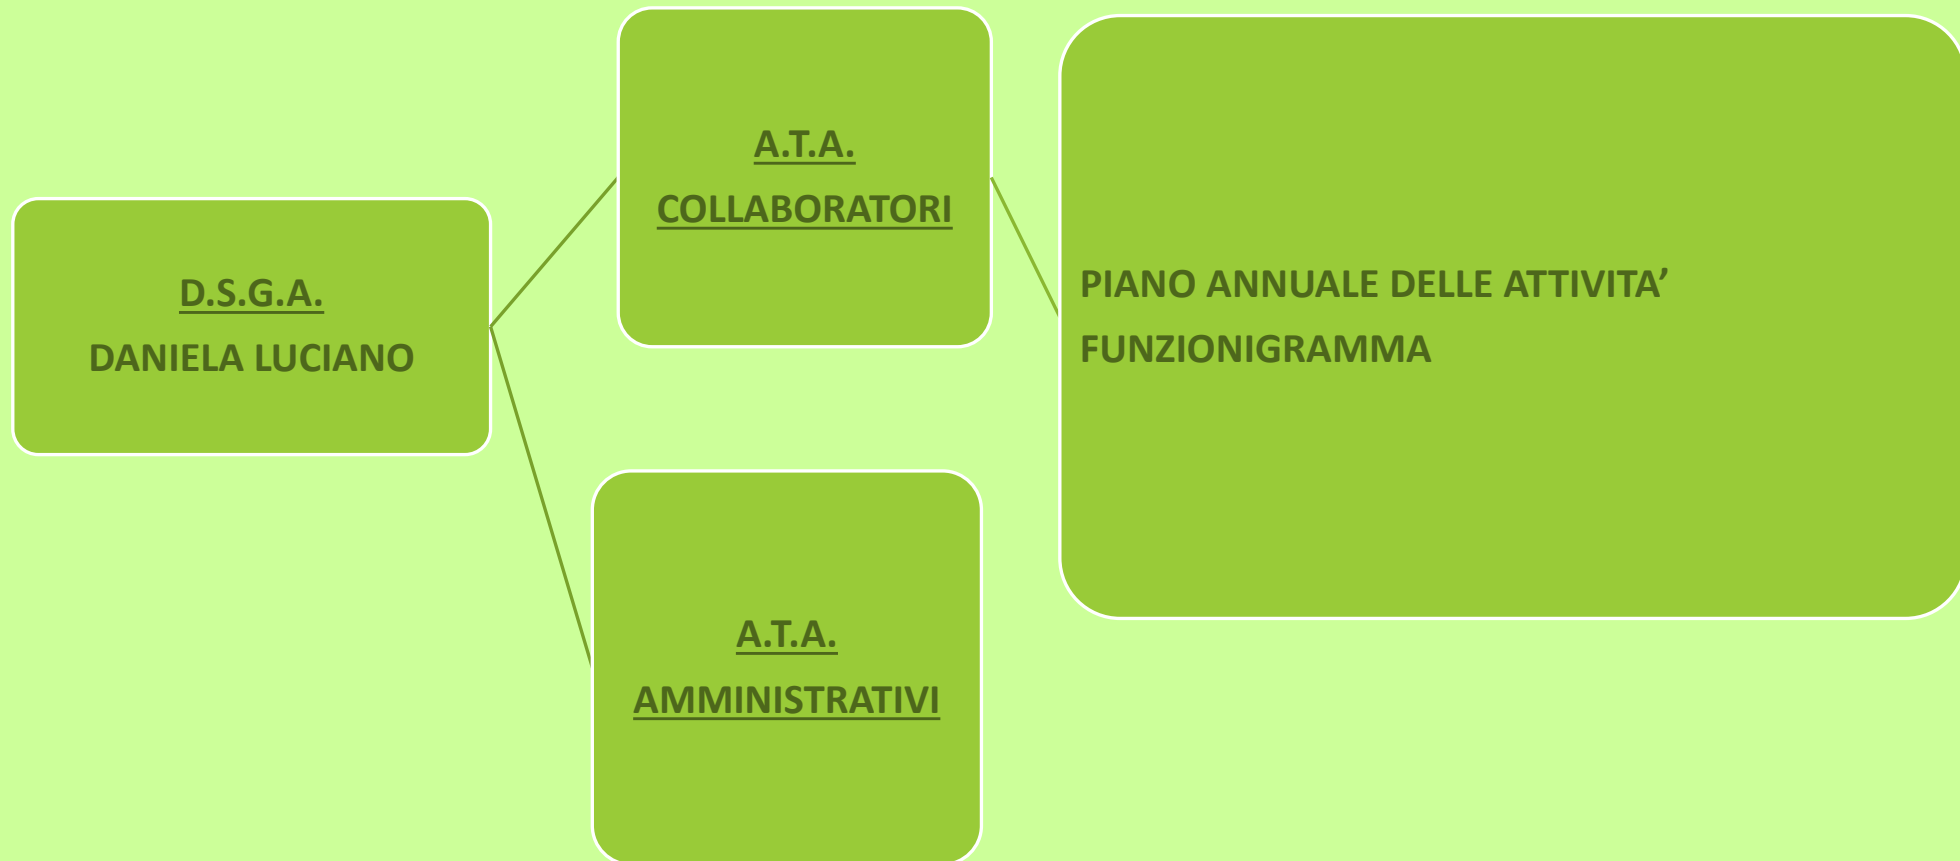 D.S.G.A.
DANIELA LUCIANO
A.T.A.
COLLABORATORI
PIANO ANNUALE DELLE ATTIVITA’
FUNZIONIGRAMMA
A.T.A.
AMMINISTRATIVI